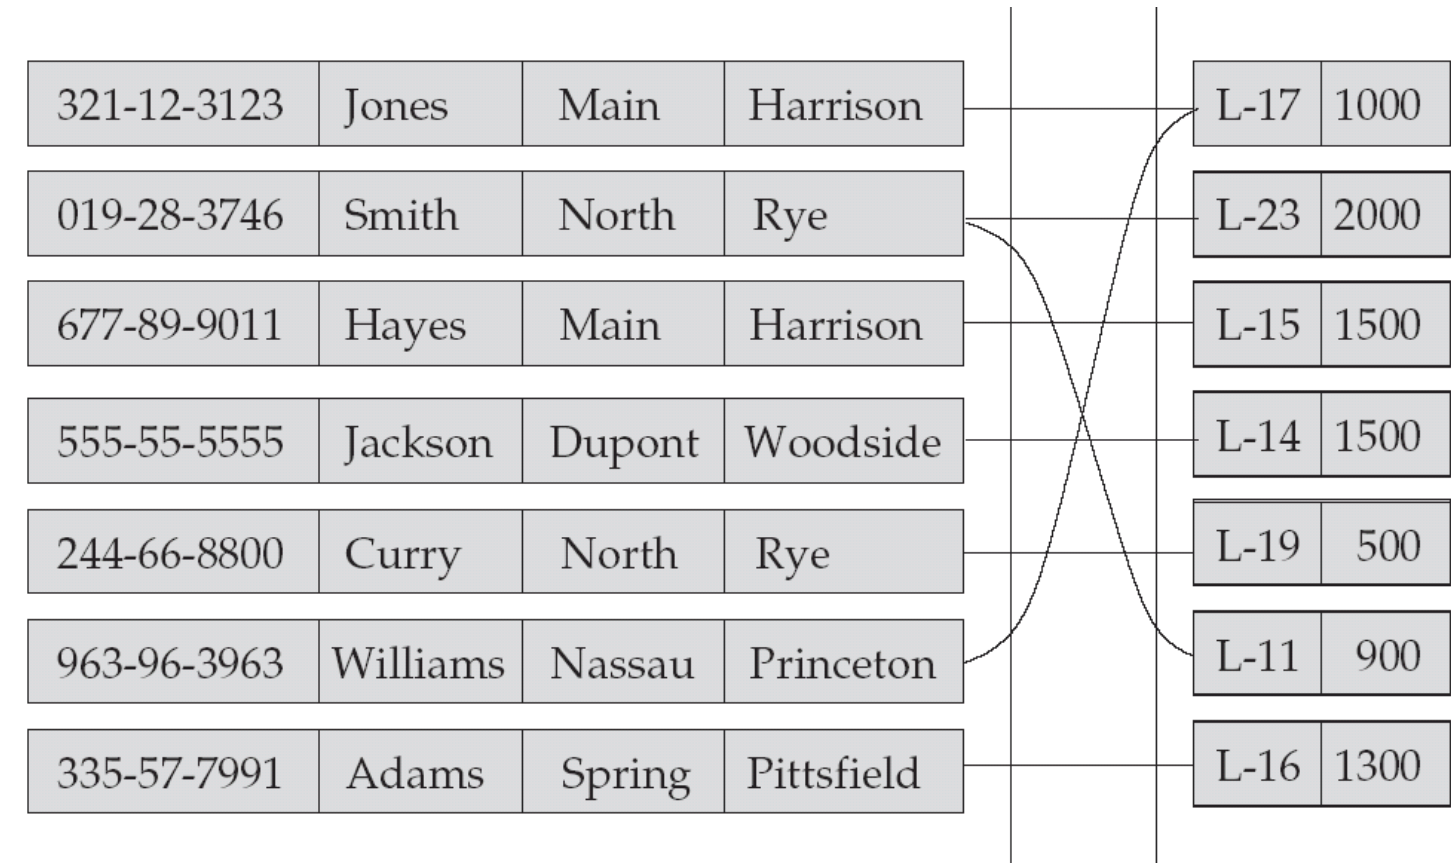 321-12-3123 Jones Main Harrison L-17 1000
019-28-3746 Smith North Rye L-23 2000
677-89-9011 Hayes Main Harrison L-15 1500
555-55-5555 Jackson Dupont Woodside L-14 1500
244-66-8800 Curry North Rye L-19 500
963-96-3963 Williams Nassau Princeton L-11 900
335-57-7991 Adams Spring Pittsfield L-16 1300